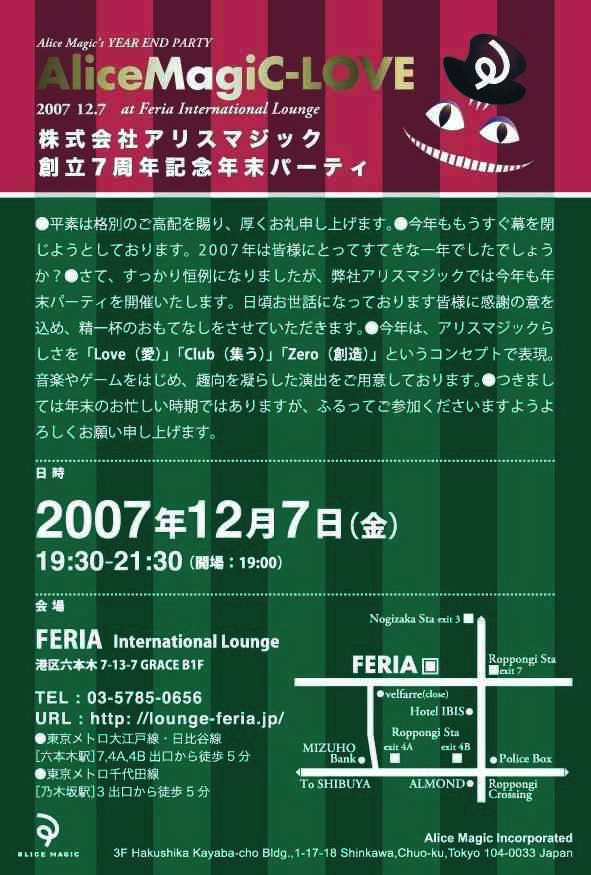 Alice Magic's YEAR END PARTY
AliceMagiC-LOVE
2007 12.7 at Feria International Lounge
株式会社アリスマジック
創立7周年記念年末パーティ
●平素は格別のご高配を賜り、厚くお礼申し上げます。●今年ももうすぐ幕を閉
じようとしております。2007年は皆様にとってすてきな一年でしたでしょう
か?●さて、すっかり恒例になりましたが、弊社アリスマジックでは今年も年
末パーティを開催いたします。日頃お世話になっております皆様に感謝の意を
込め、精一杯のおもてなしをさせていただきます。●今年は、アリスマジックら
しさを「Love(愛)」「Club(集う)」「Zero(創造)」というコンセプトで表現。
音楽やゲームをはじめ、趣向を凝らした演出をご用意しております。●つきまし
ては年末のお忙しい時期ではありますが、ふるってご参加くださいますようよ
ろしくお願い申し上げます。
日時
2007年12月7日(金)
19:30-21:30(開場:19:00)
会場
FERIA International Lounge
港区六本木 7-13-7 GRACE B1F
TEL : 03-5785-0656
URL : http: //lounge-feria.jp/
●東京メトロ大江戸線・日比谷線
[六本木駅]7,4A,4B 出口から徒歩 5 分
●東京メトロ千代田線
[乃木坂駅]3 出口から徒歩 5 分
Nogizaka Sta exit 3
FERIA
Roppongi Sta
exit 7
velfarre(close)
Hotel IBIS
Roppongi Sta
exit 4A
exit 4B
MIZUHO
Bank
Police Box
To SHIBUYA
ALMOND
Roppongi
Crossing
ALICE MAGIC
Alice Magic Incorporated
3F Hakushika Kayaba-cho Bldg.,1-17-18 Shinkawa,Chuo-ku,Tokyo 104-0033 Japan